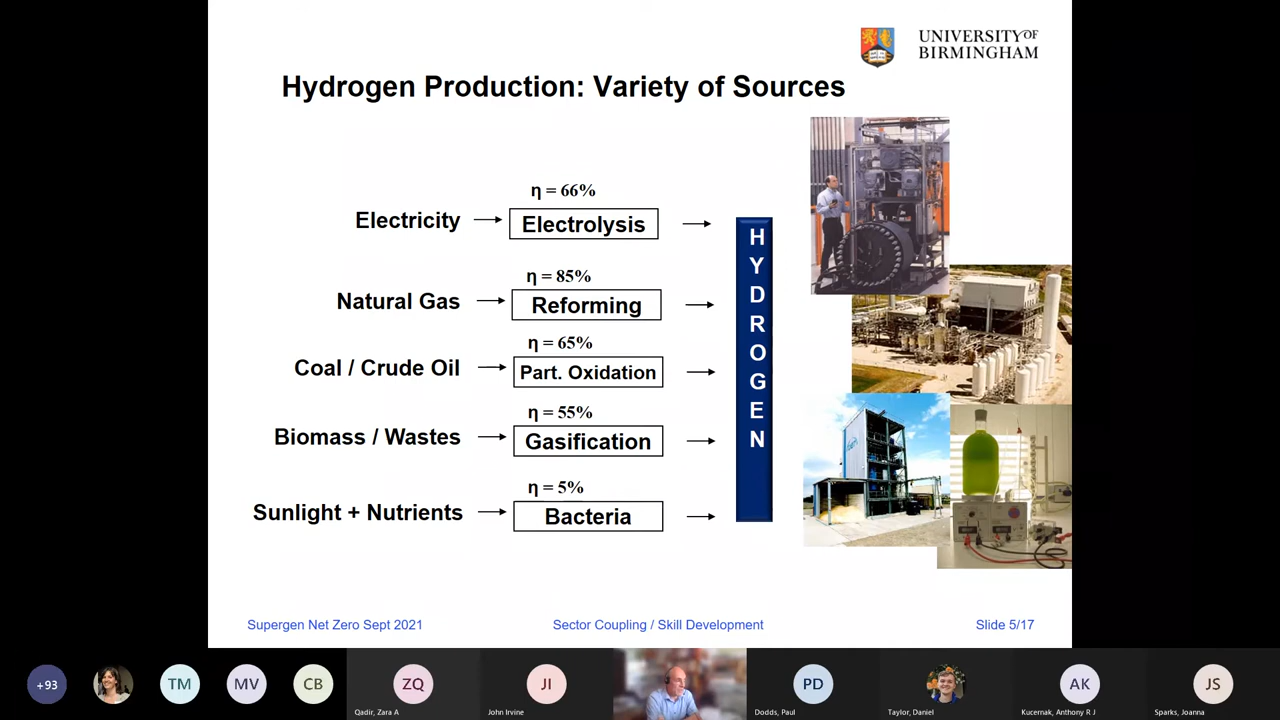 UNIVERSITY OF
BIRMINGHAM
Hydrogen Production: Variety of Sources
η = 66%
Electricity
Electrolysis
η = 85%
Natural Gas
Reforming
η = 65%
Coal / Crude Oil
Part. Oxidation
η = 55%
Biomass / Wastes
Gasification
η = 5%
Sunlight + Nutrients
Bacteria
HYDROGEN
Supergen Net Zero Sept 2021
Sector Coupling / Skill Development
Slide 5/17
+93
TM
MV
CB
ZQ
JI
PD
AK
JS
Qadir, Zara A
John Irvine
Dodds, Paul
Taylor, Daniel
Kucernak, Anthony R J
Sparks, Joanna